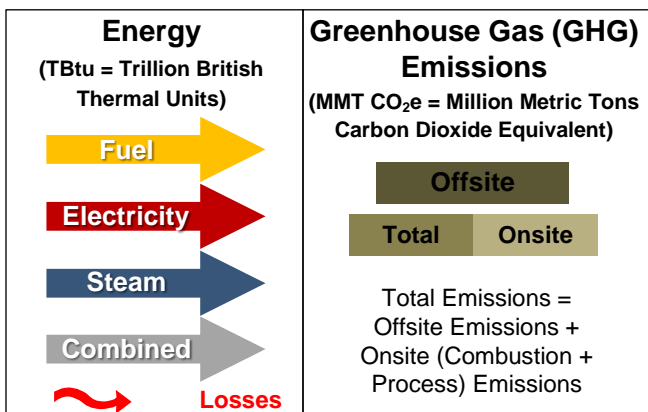 Energy
(TBtu = Trillion British
Thermal Units)
Fuel
Electricity
Steam
Combined
Losses
Greenhouse Gas (GHG)
Emissions
(MMT CO₂e = Million Metric Tons
Carbon Dioxide Equivalent)
Offsite
Total
Onsite
Total Emissions =
Offsite Emissions +
Onsite (Combustion +
Process) Emissions